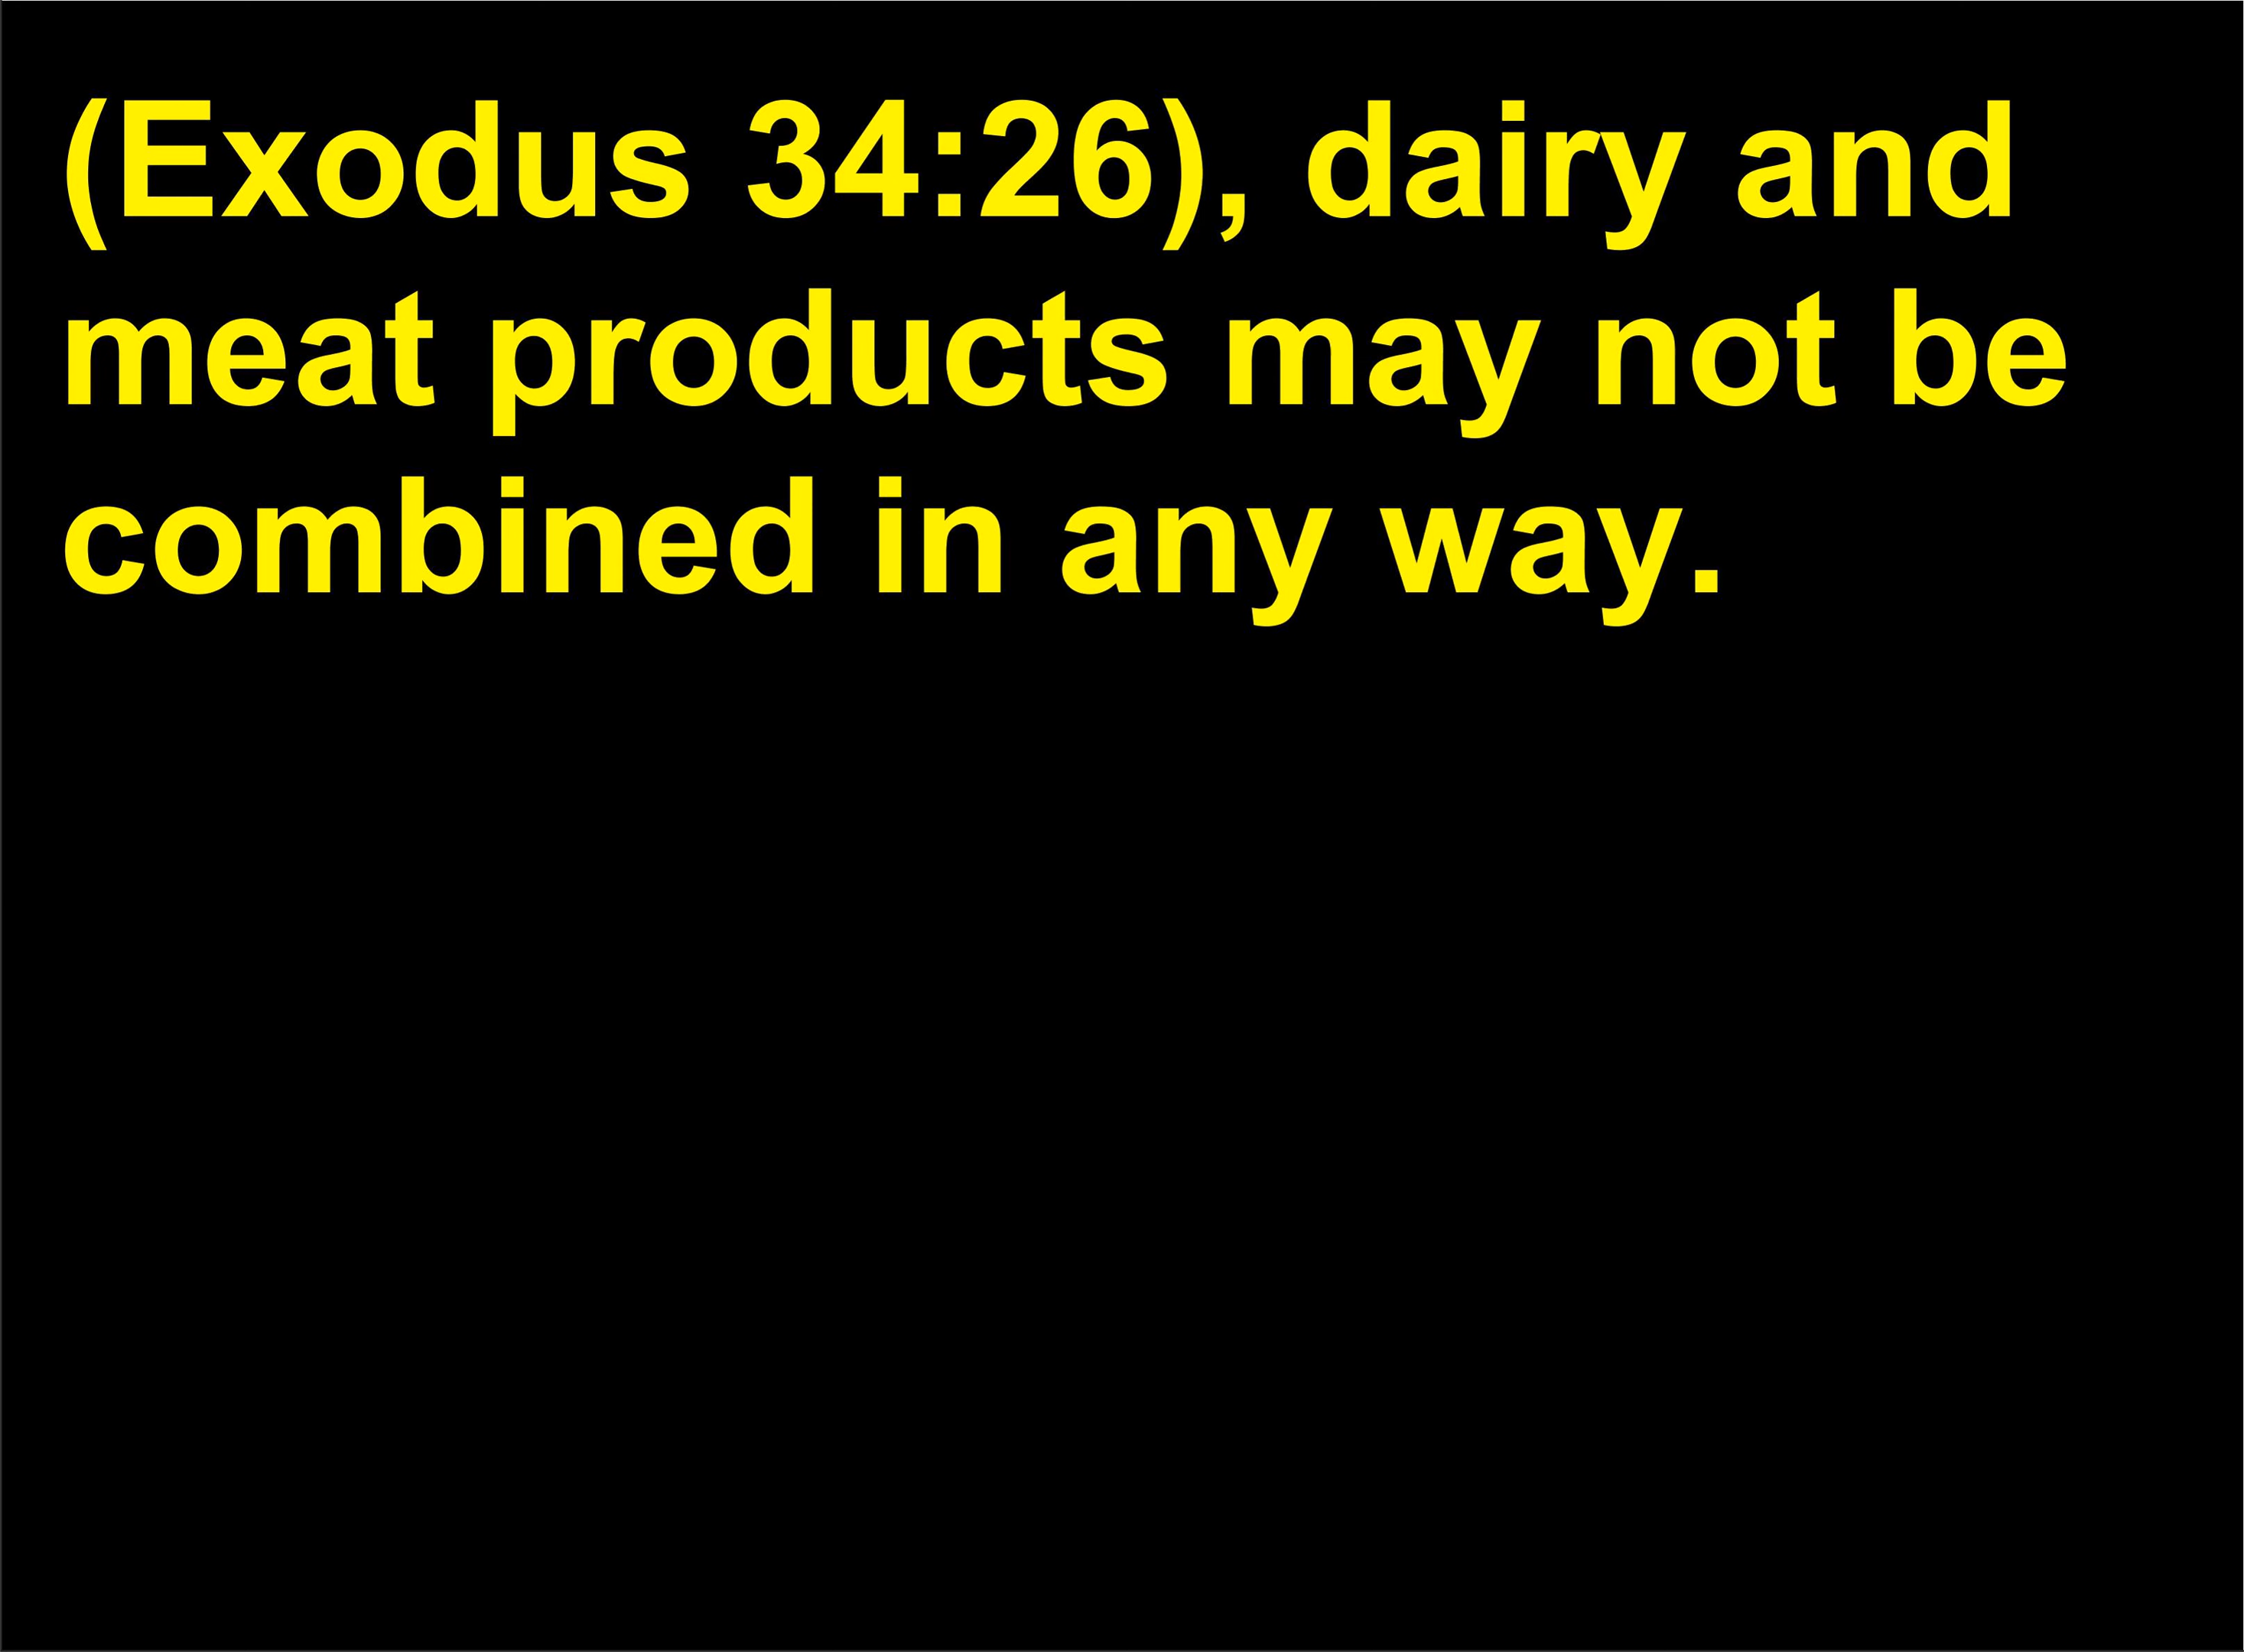 (Exodus 34:26), dairy and
meat products may not be
combined in any way.